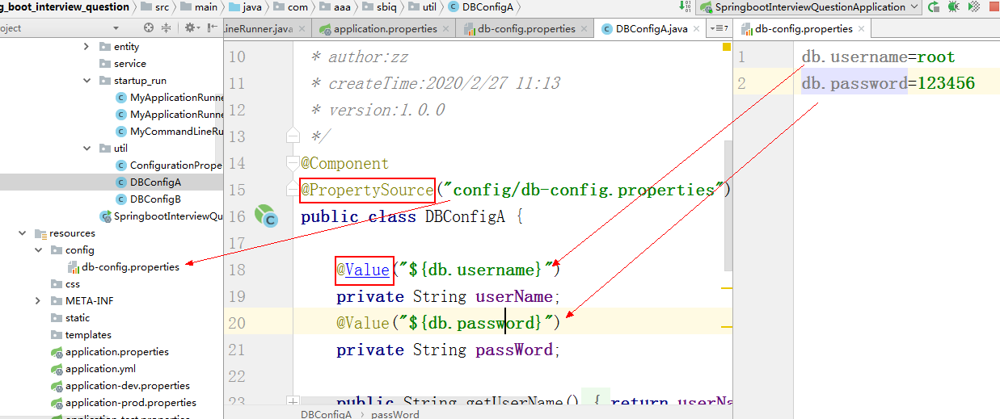 g_boot_interview_question src main java com aaa sbiq util DBConfigA SpringbootInterviewQuestionApplication
oject
LineRunner.java application.properties db-config.properties DBConfigA.java 7 db-config.properties
entity
service
startup_run
MyApplicationRunne
MyApplicationRunne
MyCommandLineRu
util
ConfigurationPrope
DBConfigA
DBConfigB
SpringbootInterviewQu
resources
config
db-config.properties
css
META-INF
static
templates
application.properties
application.yml
application-dev.properties
application-prod.properties
application-test.properties
10 * author:zz
11 * createTime:2020/2/27 11:13
12 * version:1.0.0
13 */
14 @Component
15 @PropertySource("config/db-config.properties")
16 public class DBConfigA {
17
18 @Value("${db.username}")
19 private String userName;
20 @Value("${db.password}")
21 private String passWord;
22
23 public String getUserName() { return userNa
DBConfigA passWord
1 db.username=root
2 db.password=123456